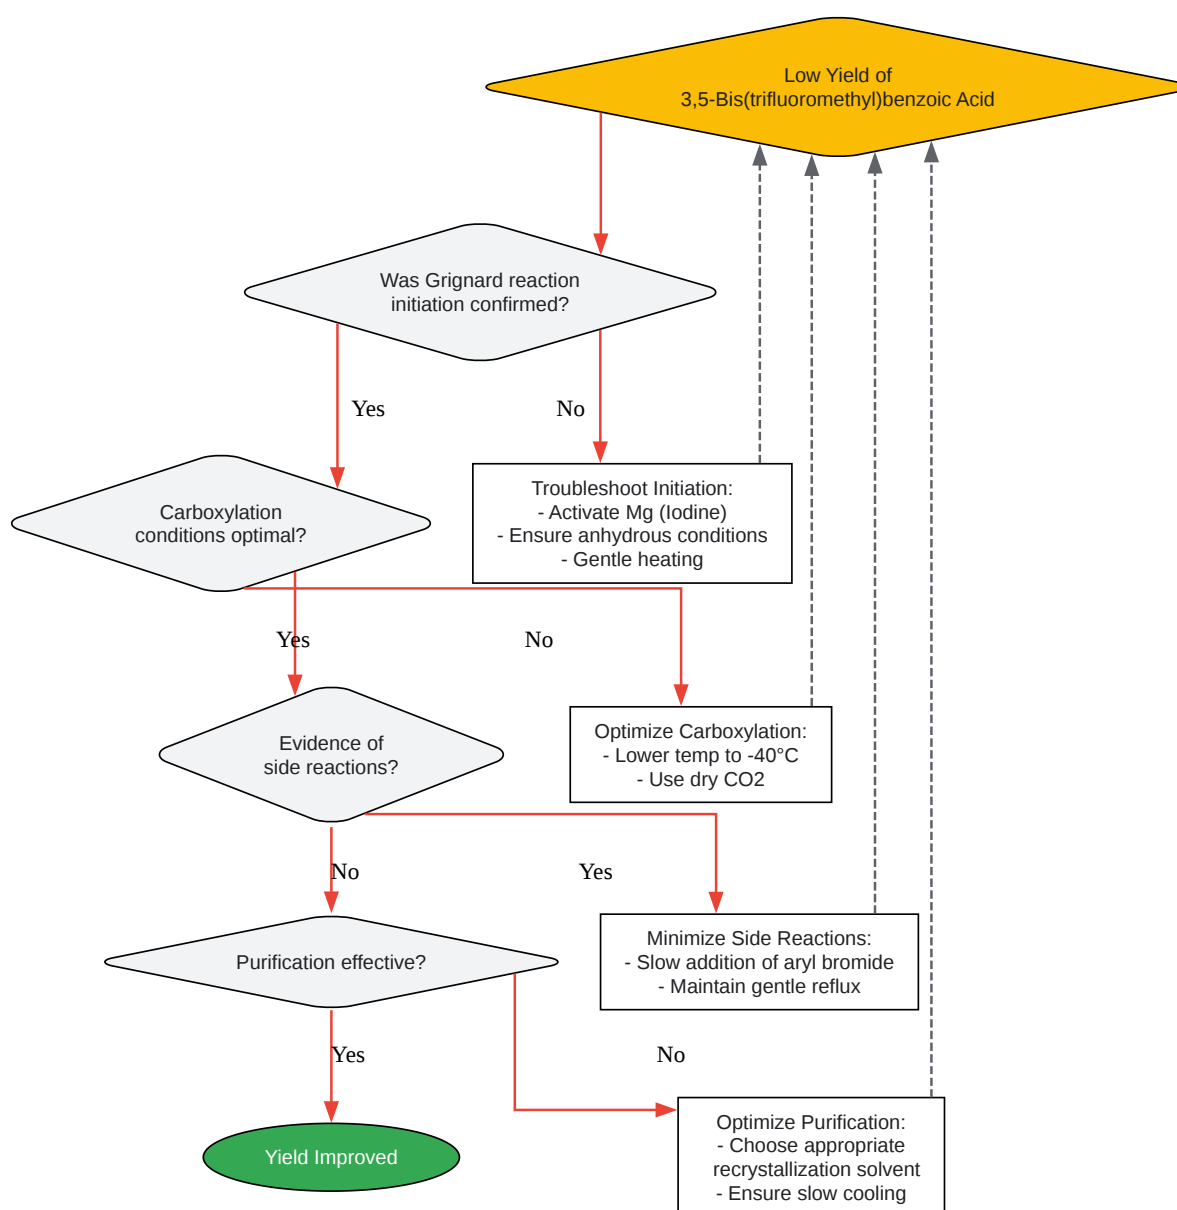 Low Yield of
3,5-Bis(trifluoromethyl)benzoic Acid
Was Grignard reaction
initiation confirmed?
Yes
No
Carboxylation
conditions optimal?
Troubleshoot Initiation:
- Activate Mg (Iodine)
- Ensure anhydrous conditions
- Gentle heating
Yes
No
Evidence of
side reactions?
Optimize Carboxylation:
- Lower temp to -40°C
- Use dry CO2
No
Yes
Purification effective?
Minimize Side Reactions:
- Slow addition of aryl bromide
- Maintain gentle reflux
Yes
No
Yield Improved
Optimize Purification:
- Choose appropriate
recrystallization solvent
- Ensure slow cooling